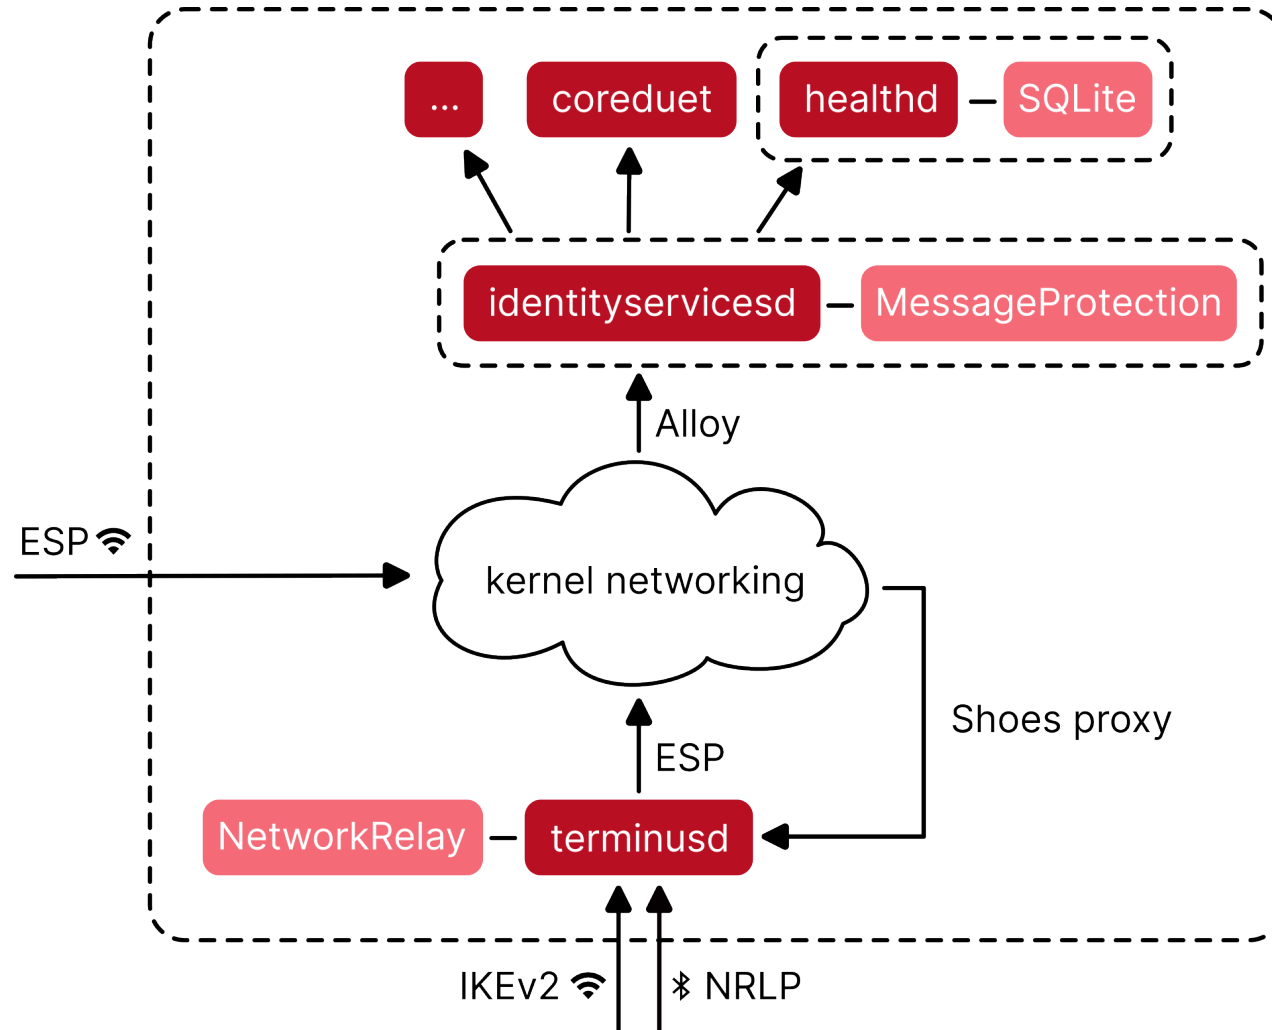 ...
coreduet
healthd
SQLite
identityservicesd
MessageProtection
Alloy
ESP
kernel networking
Shoes proxy
ESP
NetworkRelay
terminusd
IKEv2
NRLP